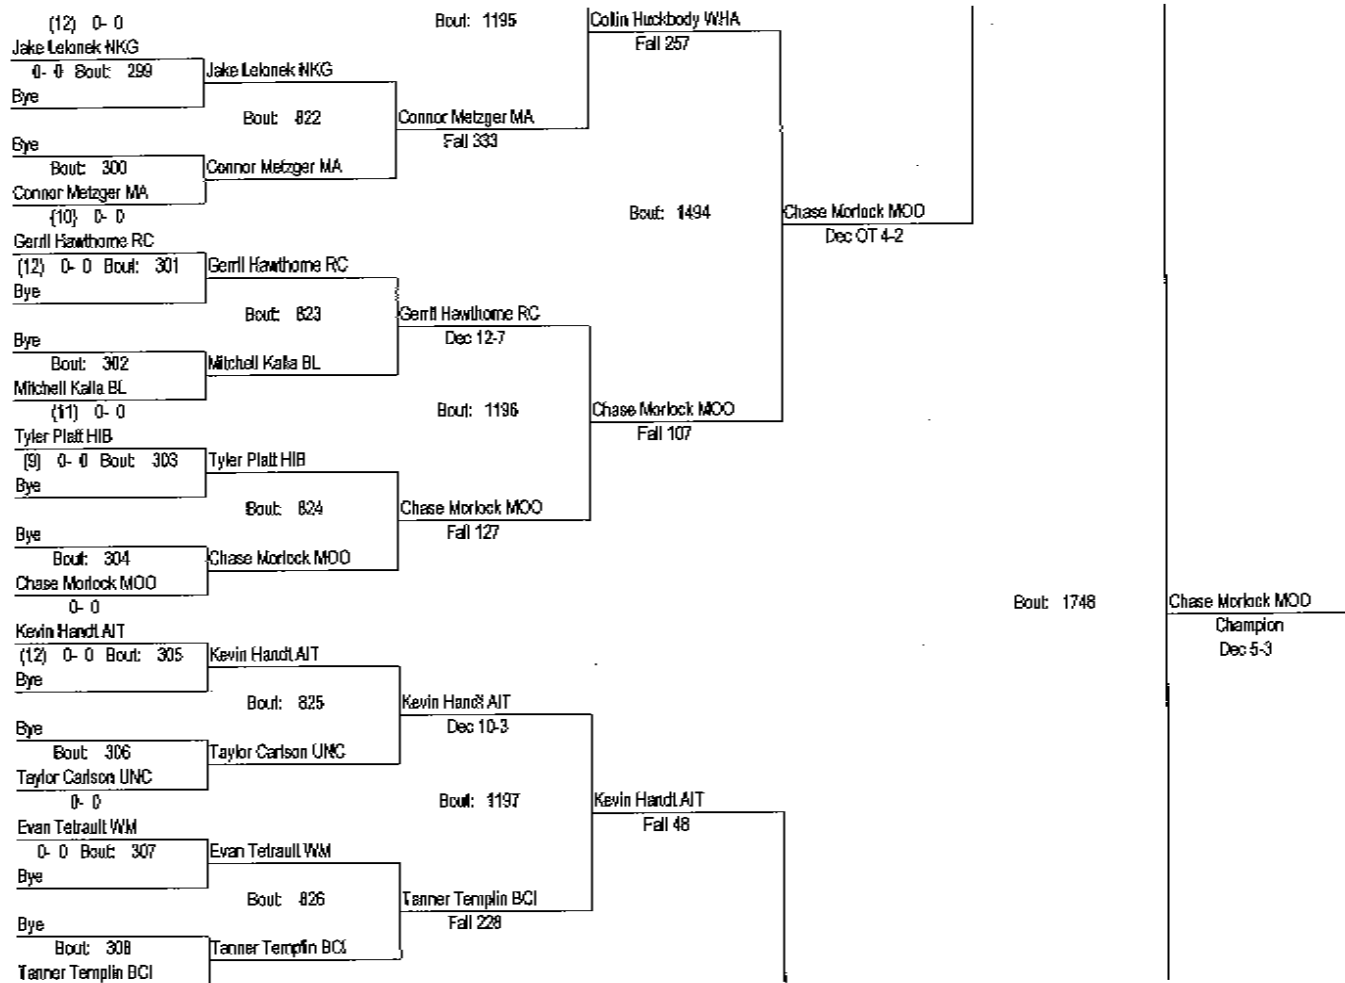 (12) 0- 0
Jake Lelonek NKG
0- 0 Bout: 299
Bye
Jake Lelonek NKG
Bout: 822
Bye
Bout: 300
Connor Metzger MA
(10) 0- 0
Connor Metzger MA
Connor Metzger MA
Fall 333
Bout: 1195
Collin Huckbody WHA
Fall 257
Gerril Hawthorne RC
(12) 0- 0 Bout: 301
Bye
Gerril Hawthorne RC
Bout: 823
Bye
Bout: 302
Mitchell Kalla BL
(11) 0- 0
Mitchell Kalla BL
Gerril Hawthorne RC
Dec 12-7
Bout: 1196
Tyler Platt HIB
(9) 0- 0 Bout: 303
Bye
Tyler Platt HIB
Bout: 824
Bye
Bout: 304
Chase Morlock MOO
0- 0
Chase Morlock MOO
Chase Morlock MOO
Fall 127
Chase Morlock MOO
Fall 107
Bout: 1494
Chase Morlock MOO
Dec OT 4-2
Kevin Handt AIT
(12) 0- 0 Bout: 305
Bye
Kevin Handt AIT
Bout: 825
Bye
Bout: 306
Taylor Carlson UNC
0- 0
Taylor Carlson UNC
Kevin Handt AIT
Dec 10-3
Bout: 1197
Evan Tetrault WM
0- 0 Bout: 307
Bye
Evan Tetrault WM
Bout: 826
Bye
Bout: 308
Tanner Templin BCI
Tanner Templin BCI
Tanner Templin BCI
Fall 228
Kevin Handt AIT
Fall 48
Bout: 1748
Chase Morlock MOO
Champion
Dec 5-3